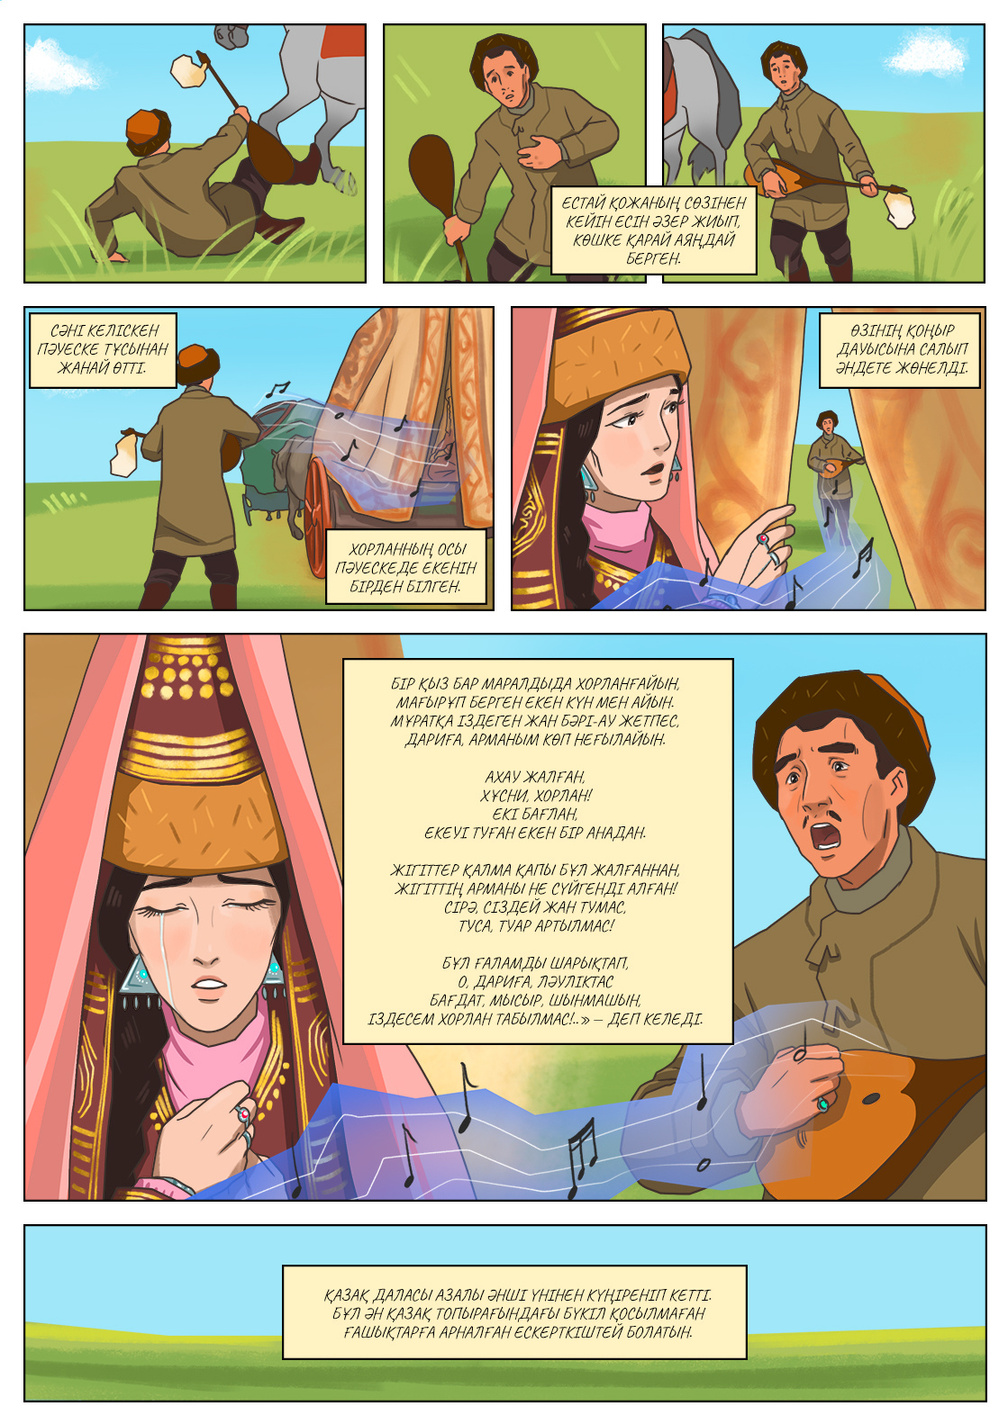 ЕСТАЙ ҚОЖАНЫҢ СӨЗІНЕН
КЕЙІН ЕСІН ӘЗЕР ЖИЫП,
КӨШКЕ ҚАРАЙ АЯҢДАЙ
БЕРГЕН.
СӘНІ КЕЛІСКЕН
ПӘУЕСКЕ ТҰСЫНАН
ЖАНАЙ ӨТТІ.
ХОРЛАННЫҢ ОСЫ
ПӘУЕСКЕДЕ ЕКЕНІН
БІРДЕН БІЛГЕН.
ӨЗІНІҢ ҚОҢЫР
ДАУЫСЫНА САЛЫП
ӘНДЕТЕ ЖӨНЕЛДІ.
БІР ҚЫЗ БАР МАРАЛДЫДА ХОРЛАНҒАЙЫН,
МАҒЫРҰП БЕРГЕН ЕКЕН КҮН МЕН АЙЫН.
МҰРАТҚА ІЗДЕГЕН ЖАН БӘРІ-АУ ЖЕТПЕС,
ДАРИҒА, АРМАНЫМ КӨП НЕҒЫЛАЙЫН.
АХАУ ЖАЛҒАН,
ХҰСНИ, ХОРЛАН!
ЕКІ БАҒЛАН,
ЕКЕУІ ТУҒАН ЕКЕН БІР АНАДАН.
ЖІГІТТЕР ҚАЛМА ҚАПЫ БҰЛ ЖАЛҒАННАН,
ЖІГІТТІҢ АРМАНЫ НЕ СҮЙГЕНДІ АЛҒАН!
СІРӘ, СІЗДЕЙ ЖАН ТУМАС,
ТУСА, ТУАР АРТЫЛМАС!
БҰЛ ҒАЛАМДЫ ШАРЫҚТАП,
О, ДАРИҒА, ЛӘУЛІКТАС
БАҒДАТ, МЫСЫР, ШЫНМАШЫН,
ІЗДЕСЕМ ХОРЛАН ТАБЫЛМАС!..» – ДЕП КЕЛЕДІ.
ҚАЗАҚ ДАЛАСЫ АЗАЛЫ ӘНШІ ҮНІНЕН КҮҢІРЕНІП КЕТТІ.
БҰЛ ӘН ҚАЗАҚ ТОПЫРАҒЫНДАҒЫ БҮКІЛ ҚОСЫЛМАҒАН
ҒАШЫҚТАРҒА АРНАЛҒАН ЕСКЕРТКІШТЕЙ БОЛАТЫН.